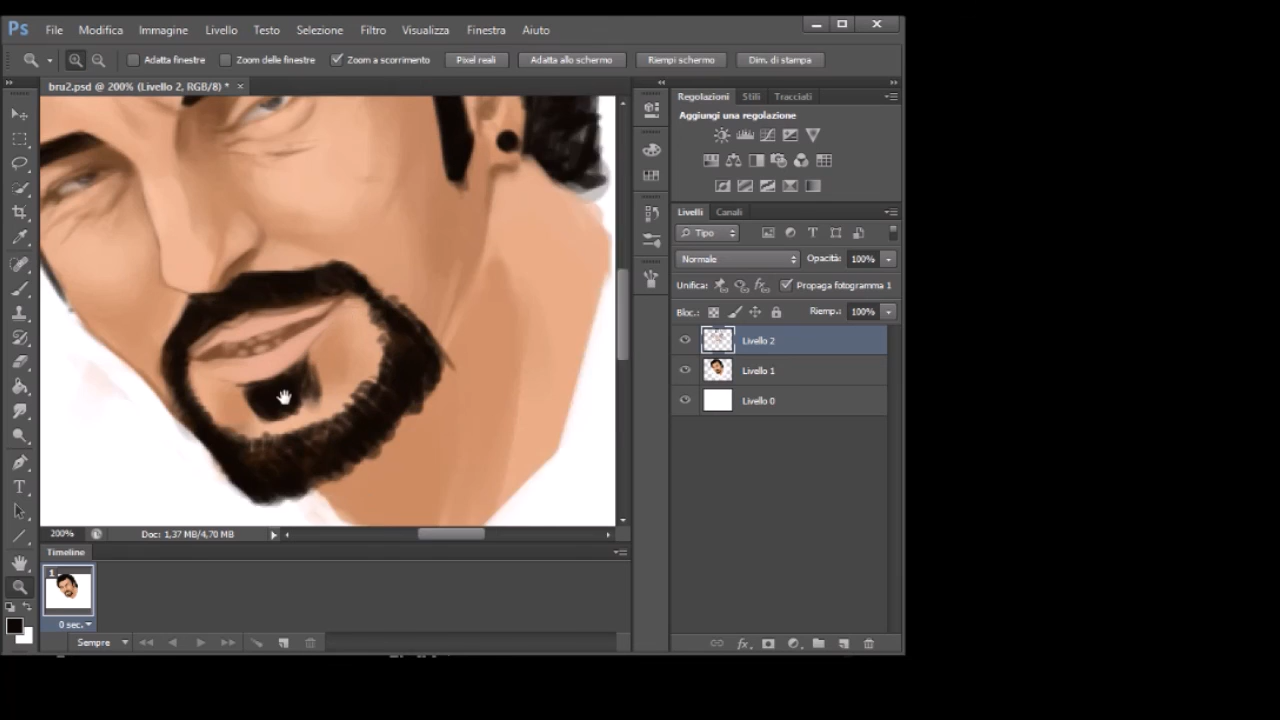 Ps File Modifica Immagine Livello Testo Selezione Filtro Visualizza Finestra Aiuto
Adatta finestre Zoom delle finestre Zoom a scorrimento Pixel reali Adatta allo schermo Riempi schermo Dim. di stampa
bru2.psd @ 200% (Livello 2, RGB/8) * ×
Regolazioni Stili Tracciati
Aggiungi una regolazione
Livelli Canali
Tipo
Normale Opacità: 100%
Unifica: Propaga fotogramma 1
Bloc.: Riemp.: 100%
Livello 2
Livello 1
Livello 0
200% Doc: 1,37 MB/4,70 MB
Timeline
1
0 sec.
Sempre